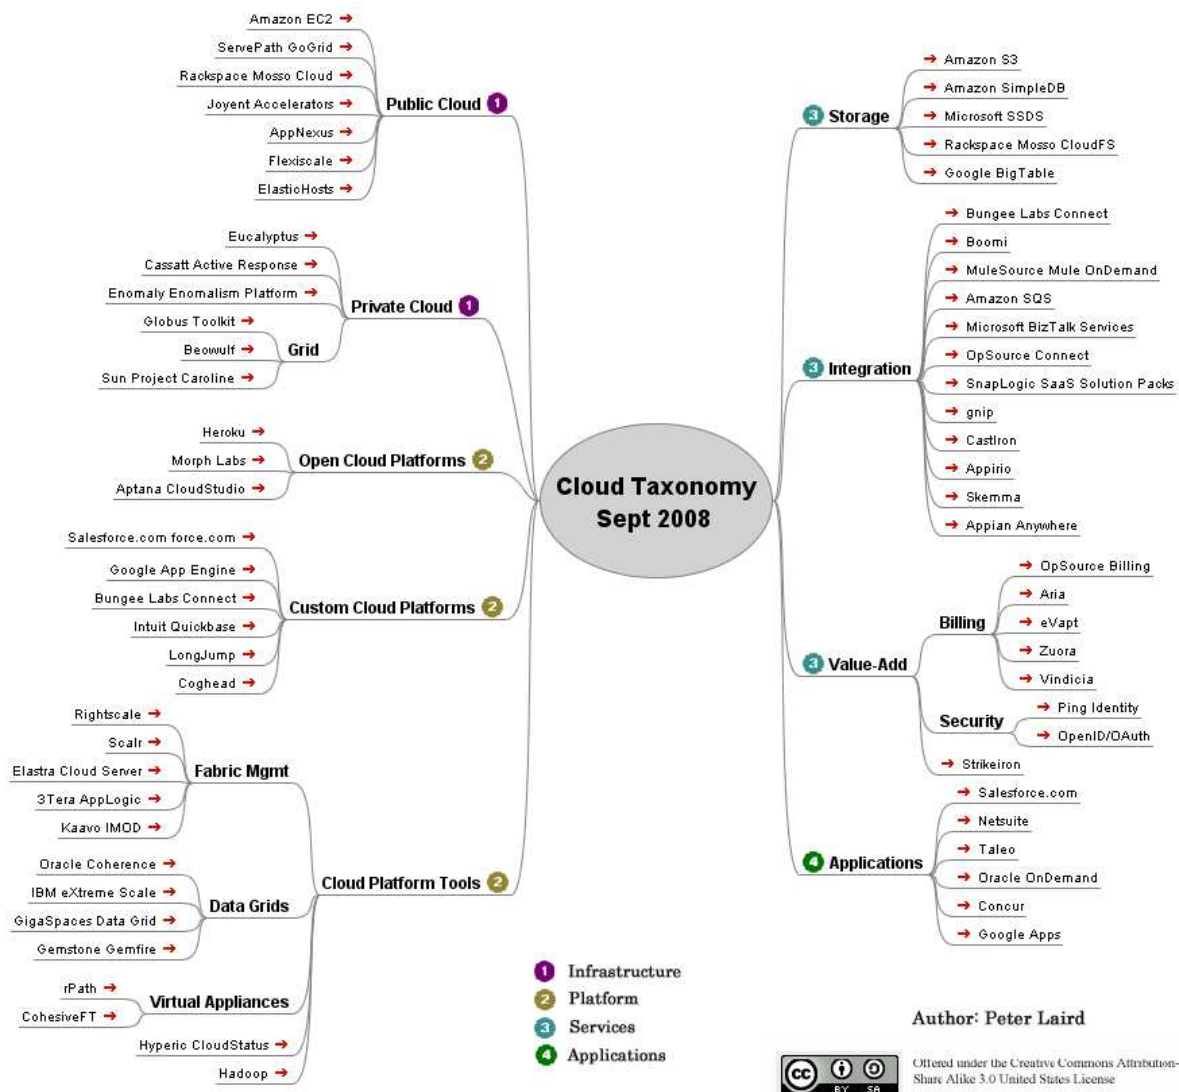 Amazon EC2
ServePath GoGrid
Rackspace Mosso Cloud
Joyent Accelerators
AppNexus
Flexiscale
ElasticHosts
Public Cloud 1
Eucalyptus
Cassatt Active Response
Enomaly Enomalism Platform
Globus Toolkit
Beowulf
Sun Project Caroline
Grid
Private Cloud 1
Heroku
Morph Labs
Aptana CloudStudio
Open Cloud Platforms 2
Salesforce.com force.com
Google App Engine
Bungee Labs Connect
Intuit Quickbase
LongJump
Coghead
Custom Cloud Platforms 2
Rightscale
Scalr
Elastra Cloud Server
3Tera AppLogic
Kaavo IMOD
Fabric Mgmt
Oracle Coherence
IBM eXtreme Scale
GigaSpaces Data Grid
Gemstone Gemfire
Data Grids
rPath
CohesiveFT
Virtual Appliances
Hyperic CloudStatus
Hadoop
Cloud Platform Tools 2
Cloud Taxonomy
Sept 2008
3 Storage
Amazon S3
Amazon SimpleDB
Microsoft SSDS
Rackspace Mosso CloudFS
Google BigTable
3 Integration
Bungee Labs Connect
Boomi
MuleSource Mule OnDemand
Amazon SQS
Microsoft BizTalk Services
OpSource Connect
SnapLogic SaaS Solution Packs
gnip
CastIron
Appirio
Skemma
Appian Anywhere
3 Value-Add
Billing
OpSource Billing
Aria
eVapt
Zuora
Vindicia
Security
Ping Identity
OpenID/OAuth
Strikeiron
4 Applications
Salesforce.com
Netsuite
Taleo
Oracle OnDemand
Concur
Google Apps
1 Infrastructure
2 Platform
3 Services
4 Applications
Author: Peter Laird
cc
BY SA
Offered under the Creative Commons Attribution-
Share Alike 3.0 United States License